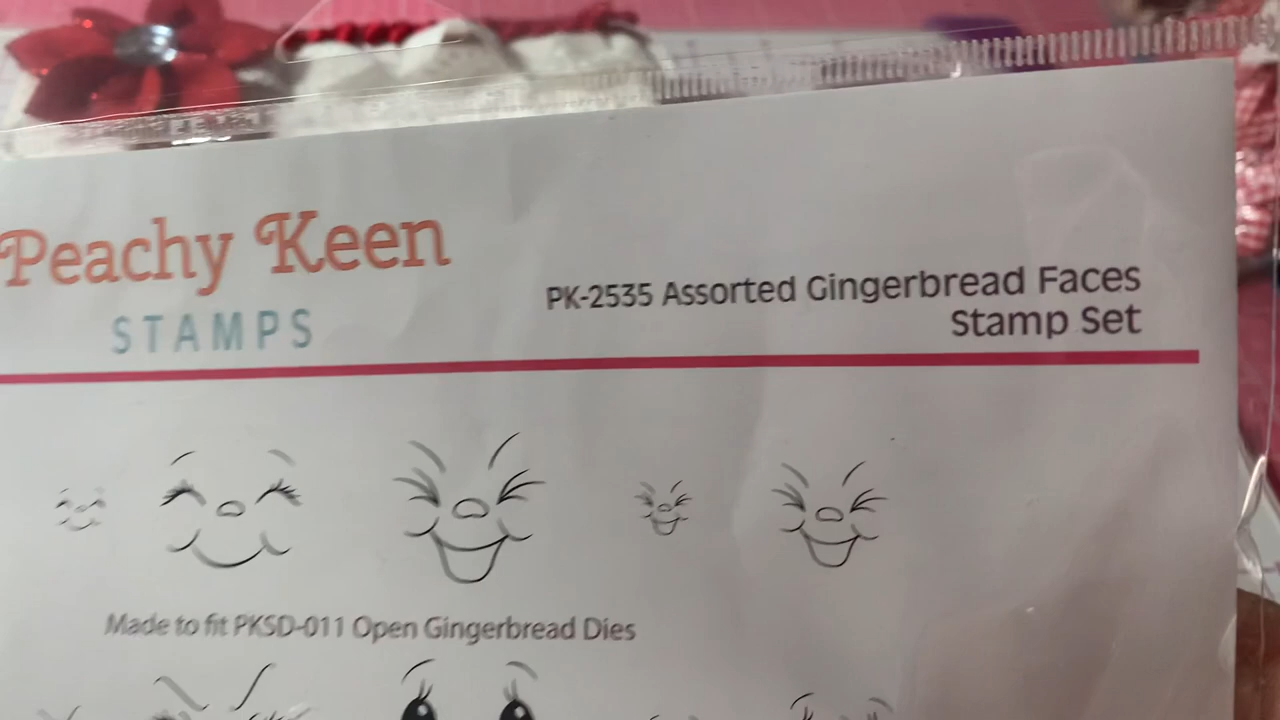 Peachy Keen
STAMPS
PK-2535 Assorted Gingerbread Faces
Stamp Set
Made to fit PKSD-011 Open Gingerbread Dies